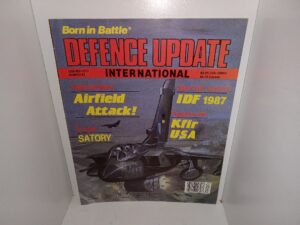 Born in Battle
DEFENCE UPDATE
INTERNATIONAL
Airfield
Attack!
IDF 1987
Kfir
USA
SATORY